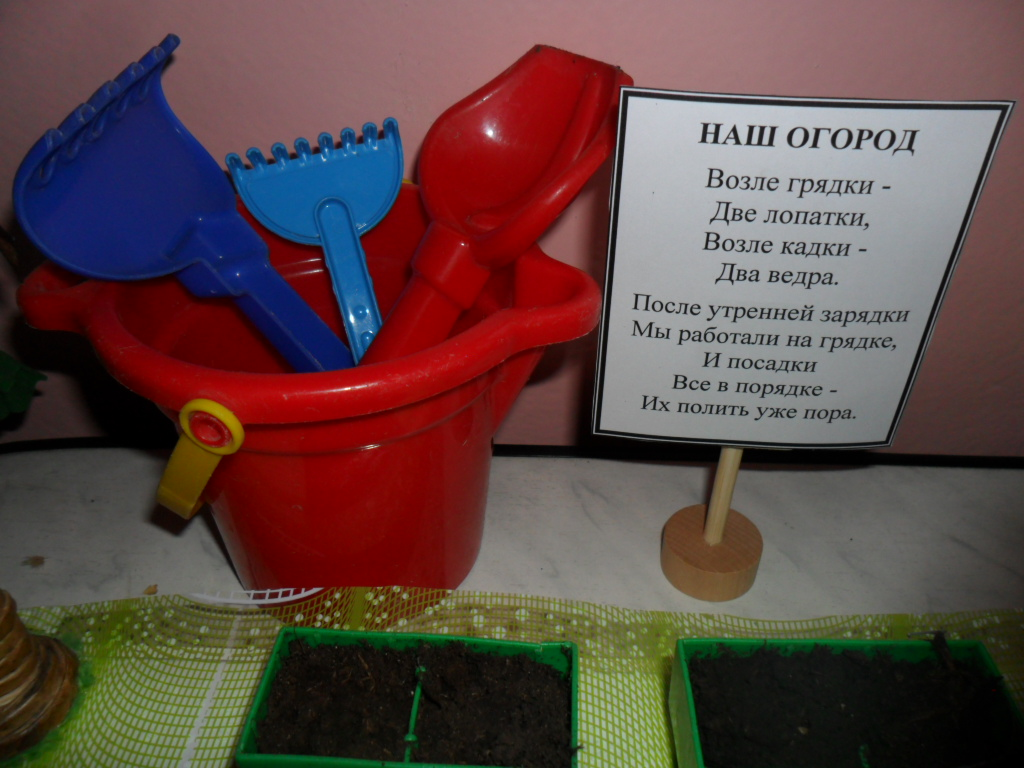 НАШ ОГОРОД
Возле грядки -
Две лопатки,
Возле кадки -
Два ведра.
После утренней зарядки
Мы работали на грядке,
И посадки
Все в порядке -
Их полить уже пора.